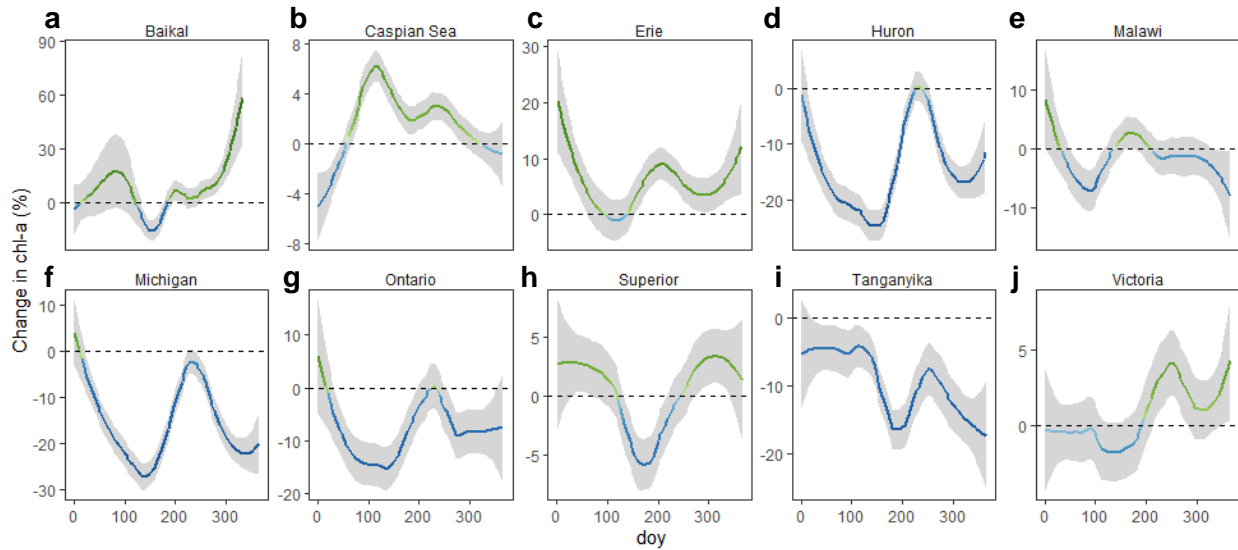 a b c d e
Baikal Caspian Sea Erie Huron Malawi
90 60 30 0
8 4 0 -4 -8
30 20 10 0
0 -10 -20
10 0 -10
Change in chl-a (%)
f g h i j
Michigan Ontario Superior Tanganyika Victoria
10 0 -10 -20 -30
10 0 -10 -20
5 0 -5
0 -10 -20
5 0
0 100 200 300 0 100 200 300 0 100 200 300 0 100 200 300 0 100 200 300
doy